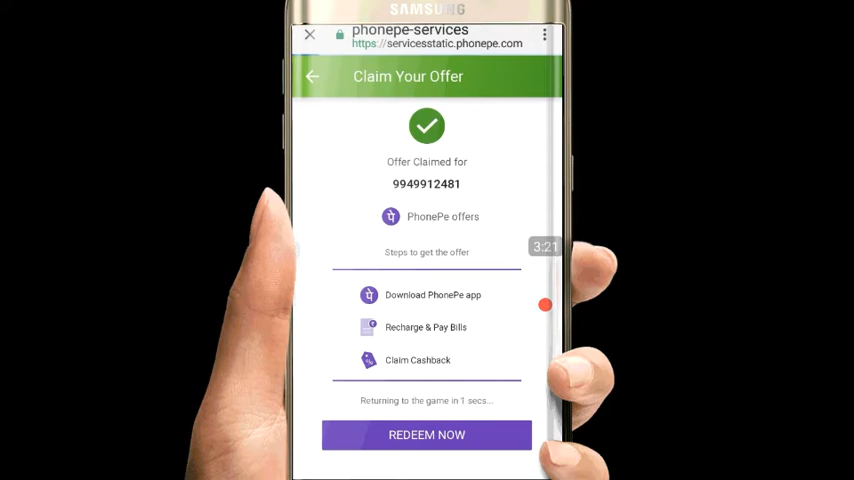 SAMSUNG
phonepe-services
https://servicesstatic.phonepe.com
Claim Your Offer
Offer Claimed for
9949912481
पे PhonePe offers
Steps to get the offer
3:21
पे Download PhonePe app
Recharge & Pay Bills
Claim Cashback
Returning to the game in 1 secs...
REDEEM NOW